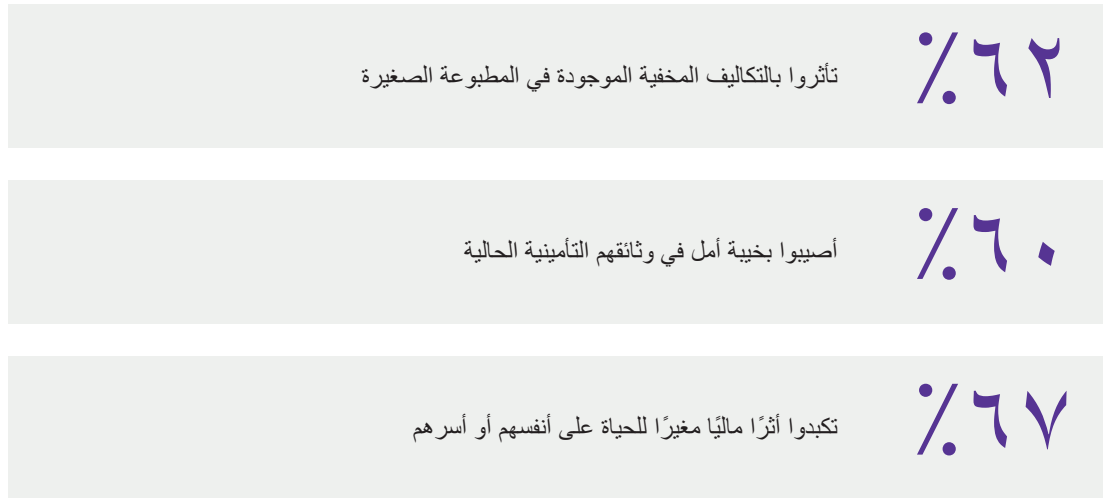 ٦٢٪
تأثروا بالتكاليف المخفية الموجودة في المطبوعة الصغيرة
٦٠٪
أصيبوا بخيبة أمل في وثائقهم التأمينية الحالية
٦٧٪
تكبدوا أثرًا ماليًا مغيرًا للحياة على أنفسهم أو أسرهم